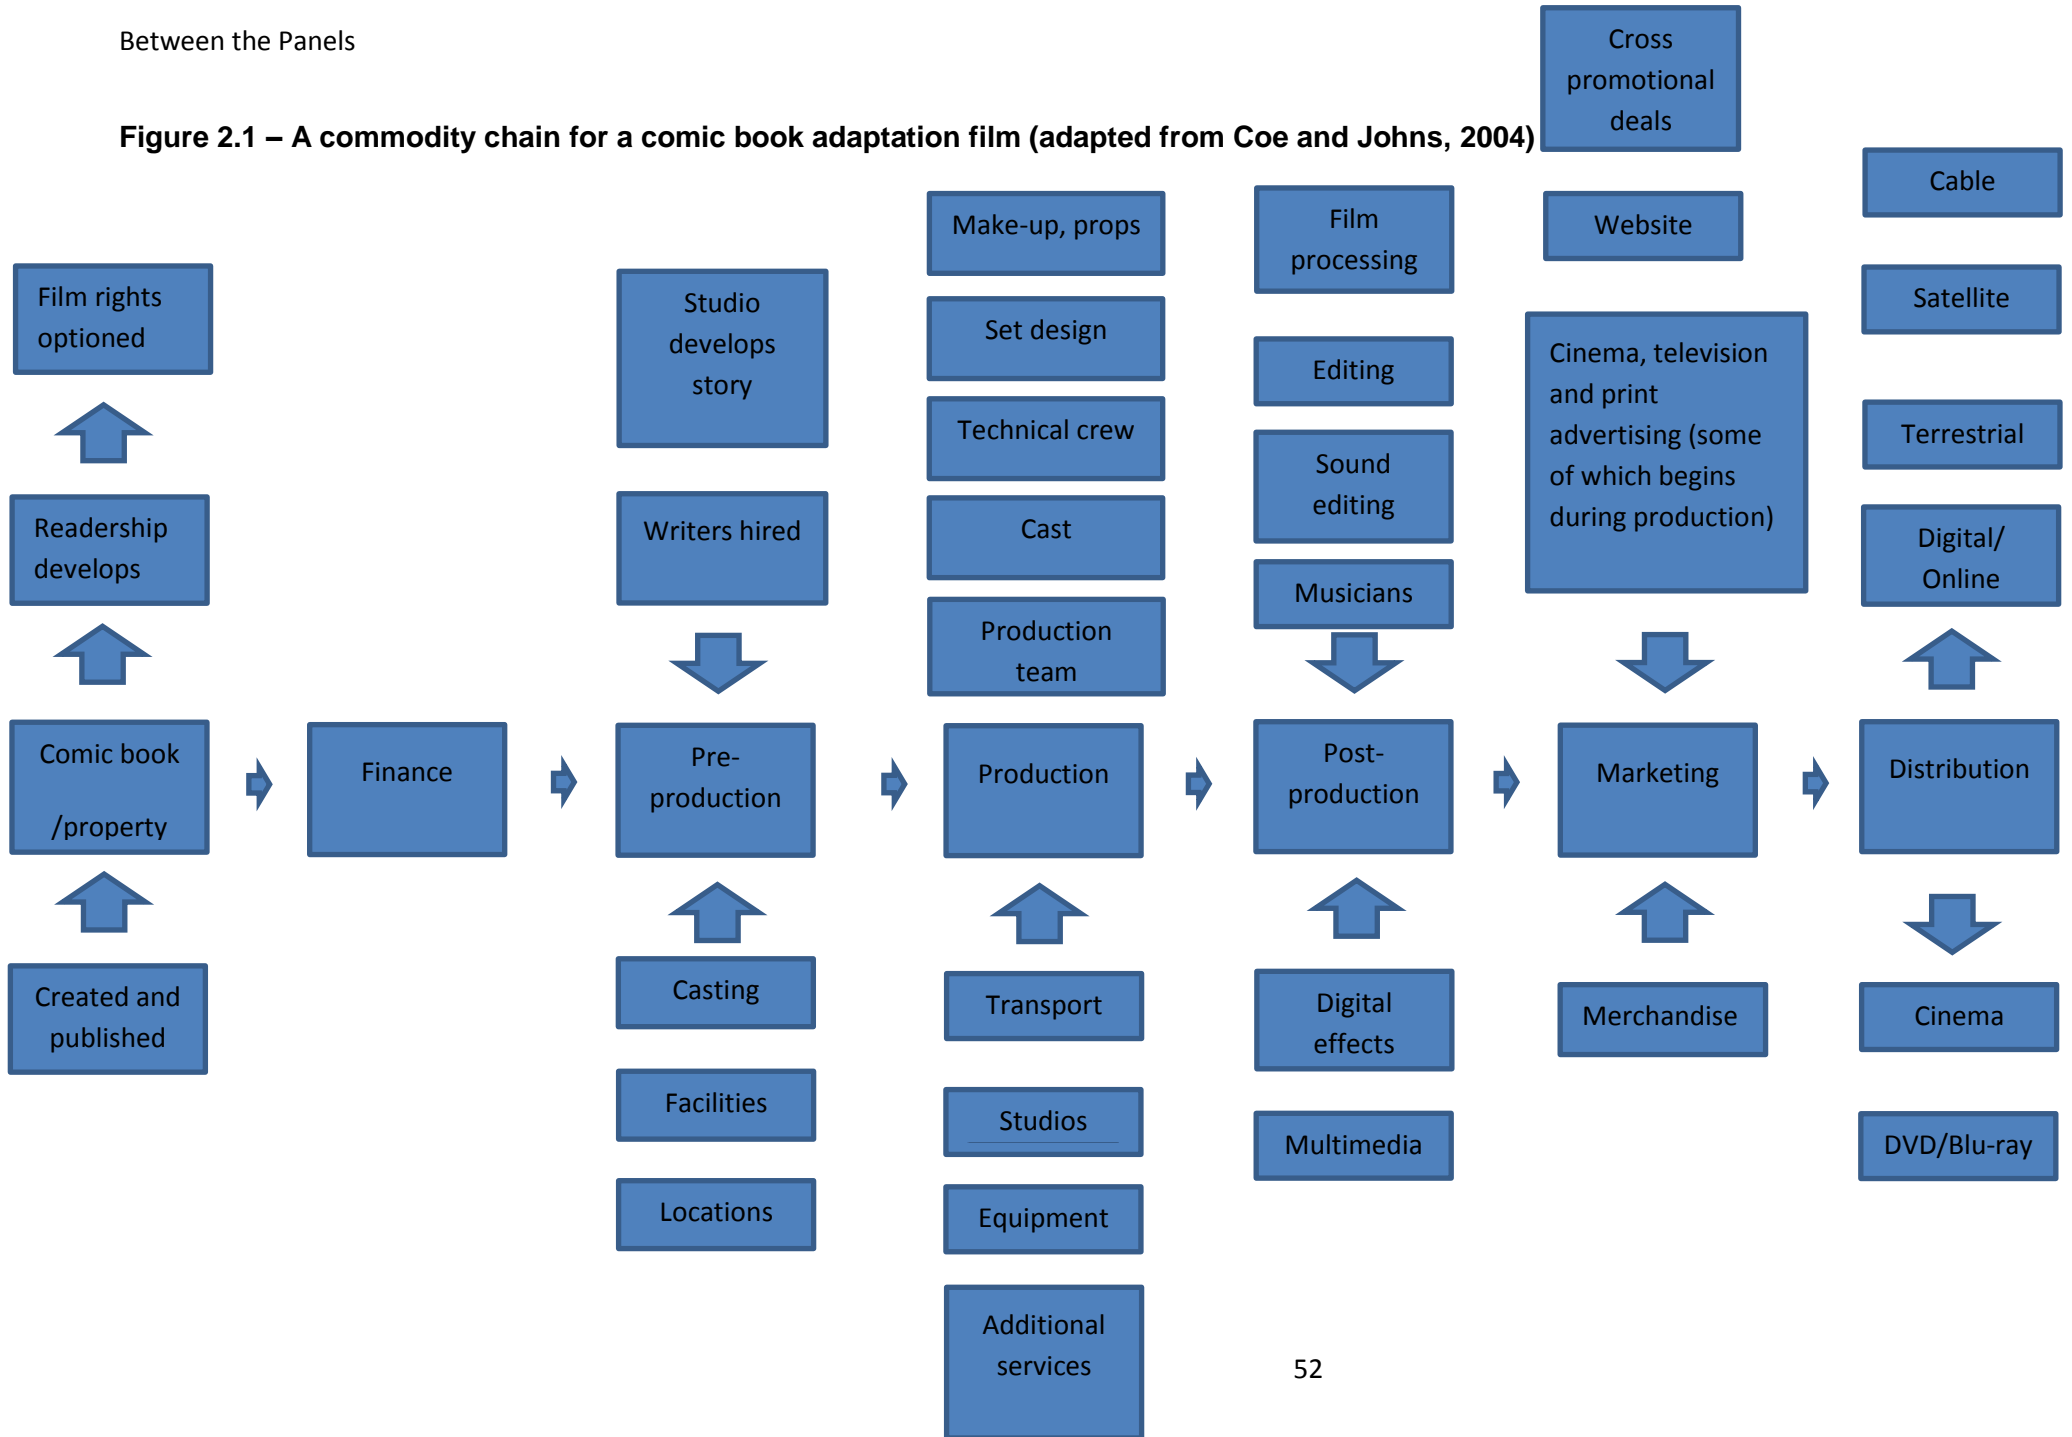 Between the Panels
Figure 2.1 – A commodity chain for a comic book adaptation film (adapted from Coe and Johns, 2004)
Film rights
optioned
Readership
develops
Comic book
/property
Created and
published
Finance
Studio
develops
story
Writers hired
Pre-
production
Casting
Facilities
Locations
Make-up, props
Set design
Technical crew
Cast
Production
team
Production
Transport
Studios
Equipment
Additional
services
Film
processing
Editing
Sound
editing
Musicians
Post-
production
Digital
effects
Multimedia
Cross
promotional
deals
Website
Cinema, television
and print
advertising (some
of which begins
during production)
Marketing
Merchandise
Cable
Satellite
Terrestrial
Digital/
Online
Distribution
Cinema
DVD/Blu-ray
52